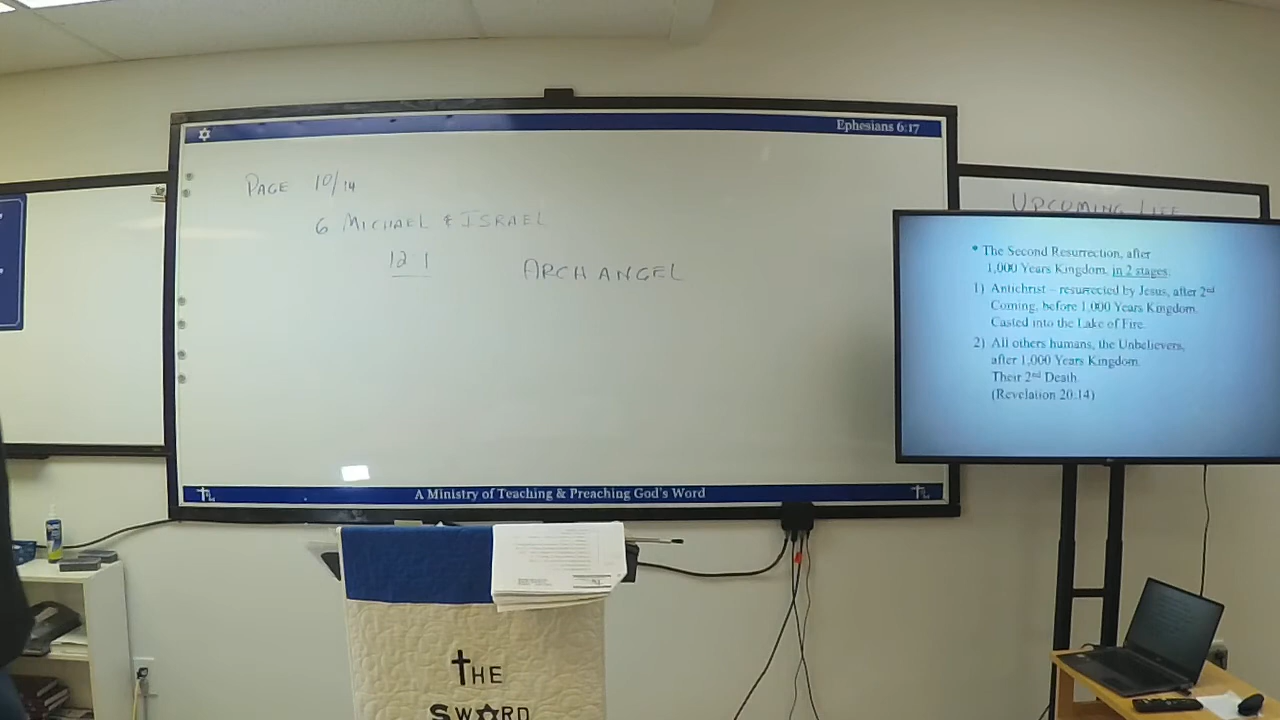 Ephesians 6:17
PAGE 10/14
6 MICHAEL & ISRAEL
12 1
ARCHANGEL
A Ministry of Teaching & Preaching God's Word
UPCOMING LIFE
* The Second Resurrection, after
1,000 Years Kingdom, in 2 stages.
1) Antichrist – resurrected by Jesus, after 2nd
Coming, before 1,000 Years Kingdom.
Casted into the Lake of Fire.
2) All others humans, the Unbelievers,
after 1,000 Years Kingdom.
Their 2nd Death.
(Revelation 20:14)
THE
SWORD